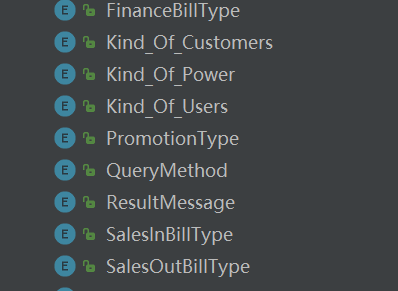 E FinanceBillType
E Kind_Of_Customers
E Kind_Of_Power
E Kind_Of_Users
E PromotionType
E QueryMethod
E ResultMessage
E SalesInBillType
E SalesOutBillType